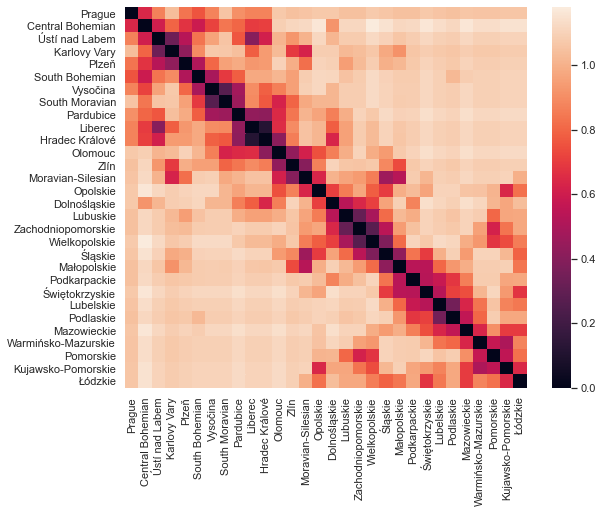 Prague
Central Bohemian
Ústí nad Labem
Karlovy Vary
Plzeň
South Bohemian
Vysočina
South Moravian
Pardubice
Liberec
Hradec Králové
Olomouc
Zlín
Moravian-Silesian
Opolskie
Dolnośląskie
Lubuskie
Zachodniopomorskie
Wielkopolskie
Śląskie
Małopolskie
Podkarpackie
Świętokrzyskie
Lubelskie
Podlaskie
Mazowieckie
Warmińsko-Mazurskie
Pomorskie
Kujawsko-Pomorskie
Łódzkie
Prague
Central Bohemian
Ústí nad Labem
Karlovy Vary
Plzeň
South Bohemian
Vysočina
South Moravian
Pardubice
Liberec
Hradec Králové
Olomouc
Zlín
Moravian-Silesian
Opolskie
Dolnośląskie
Lubuskie
Zachodniopomorskie
Wielkopolskie
Śląskie
Małopolskie
Podkarpackie
Świętokrzyskie
Lubelskie
Podlaskie
Mazowieckie
Warmińsko-Mazurskie
Pomorskie
Kujawsko-Pomorskie
Łódzkie
1.0
0.8
0.6
0.4
0.2
0.0